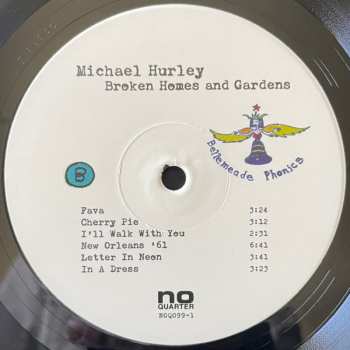 Michael Hurley
Broken Homes and Gardens
Bellemeade Phonics
B
Fava 3:24
Cherry Pie 3:12
I'll Walk With You 2:31
New Orleans '61 6:41
Letter In Neon 3:41
In A Dress 3:23
no
QUARTER
NOQ099-1